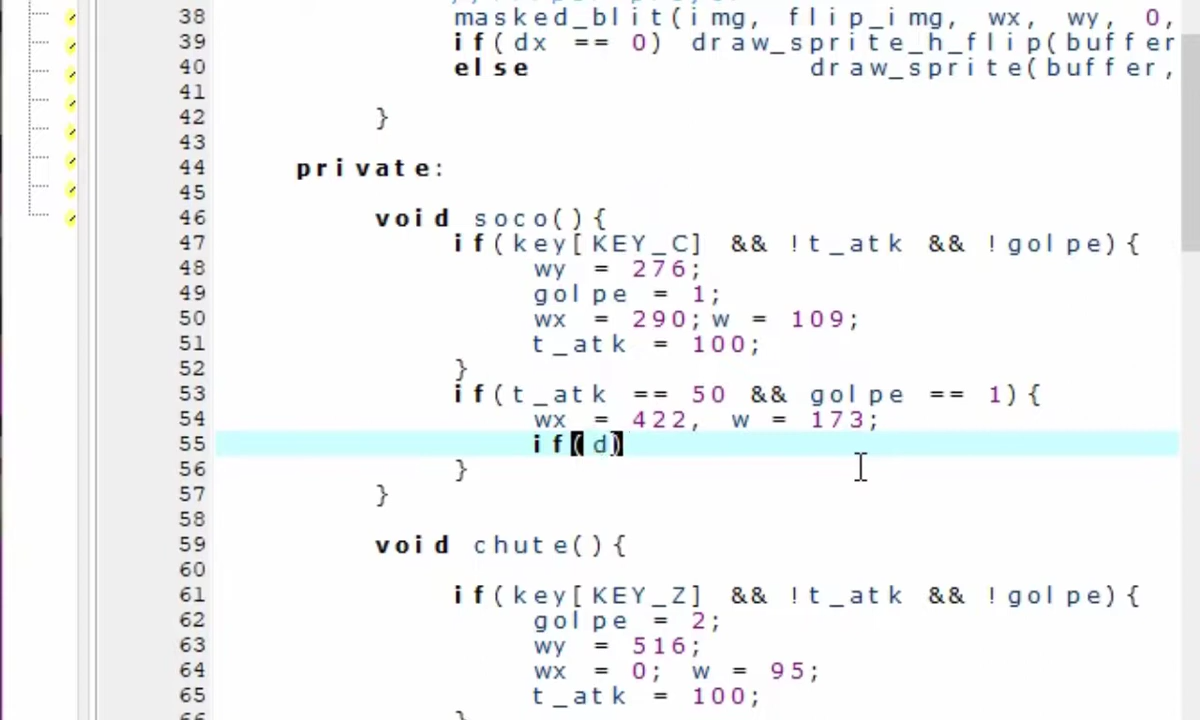 38 masked_blit(img, flip_img, wx, wy, 0,
39 if(dx == 0) draw_sprite_h_flip(buffer
40 else draw_sprite(buffer,
41
42 }
43
44 private:
45
46 void soco(){
47 if(key[KEY_C] && !t_atk && !golpe){
48 wy = 276;
49 golpe = 1;
50 wx = 290; w = 109;
51 t_atk = 100;
52 }
53 if(t_atk == 50 && golpe == 1){
54 wx = 422, w = 173;
55 if(d)
56 }
57 }
58
59 void chute(){
60
61 if(key[KEY_Z] && !t_atk && !golpe){
62 golpe = 2;
63 wy = 516;
64 wx = 0; w = 95;
65 t_atk = 100;
66 }